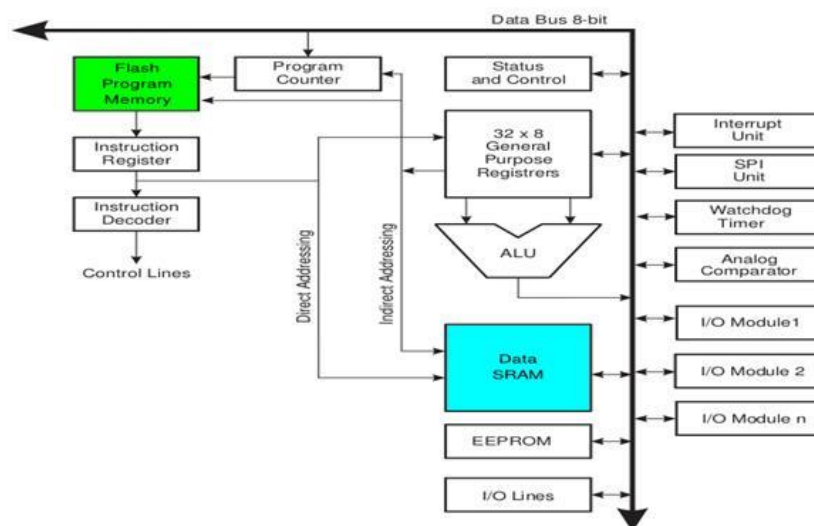 Data Bus 8-bit
Flash
Program
Memory
Program
Counter
Status
and Control
Instruction
Register
32 x 8
General
Purpose
Registrers
Interrupt
Unit
SPI
Unit
Instruction
Decoder
Watchdog
Timer
ALU
Analog
Comparator
Control Lines
Direct Addressing
Indirect Addressing
I/O Module1
Data
SRAM
I/O Module 2
I/O Module n
EEPROM
I/O Lines